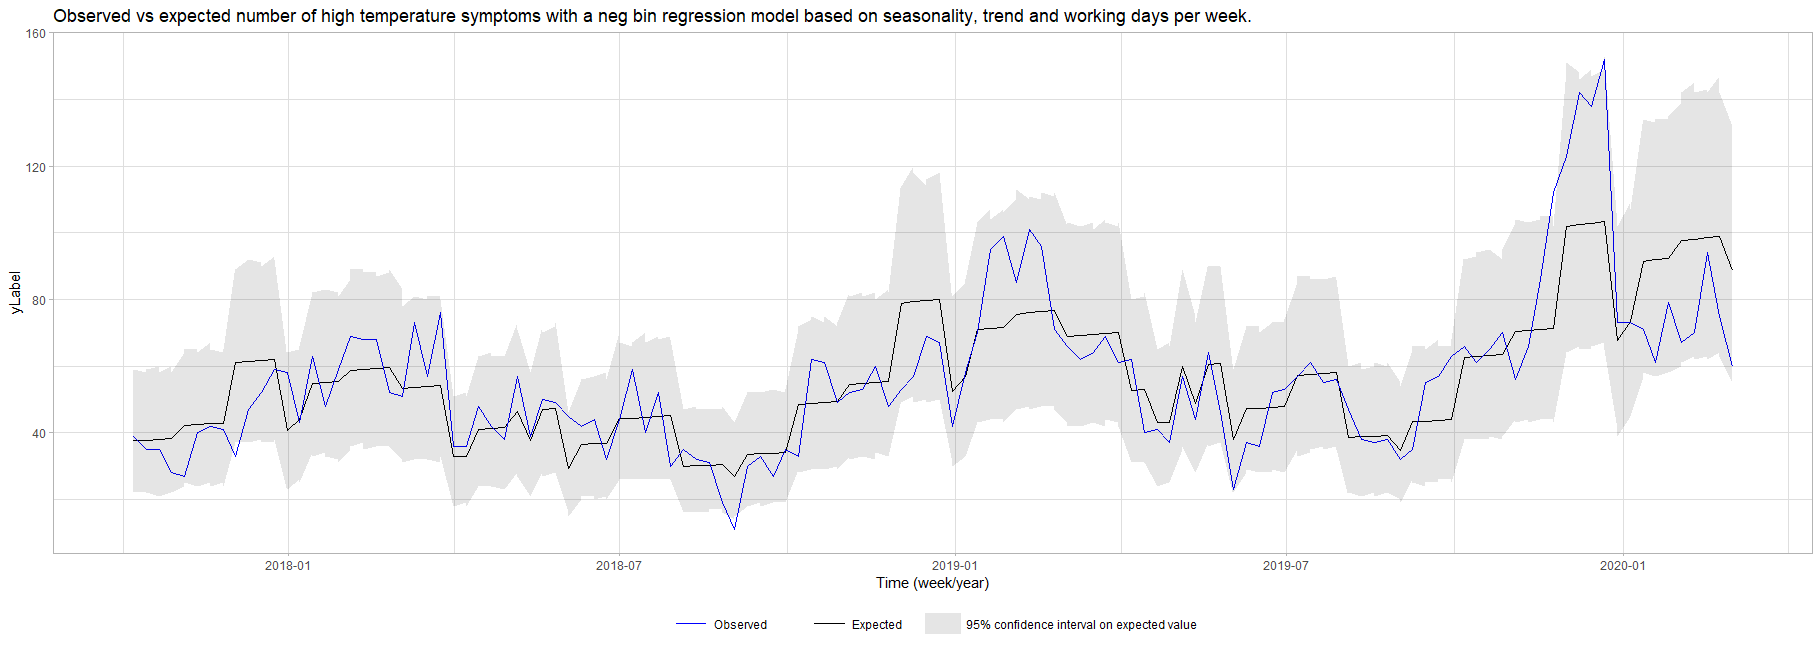 Observed vs expected number of high temperature symptoms with a neg bin regression model based on seasonality, trend and working days per week.
160
120
80
40
yLabel
2018-01 2018-07 2019-01 2019-07 2020-01
Time (week/year)
Observed Expected 95% confidence interval on expected value